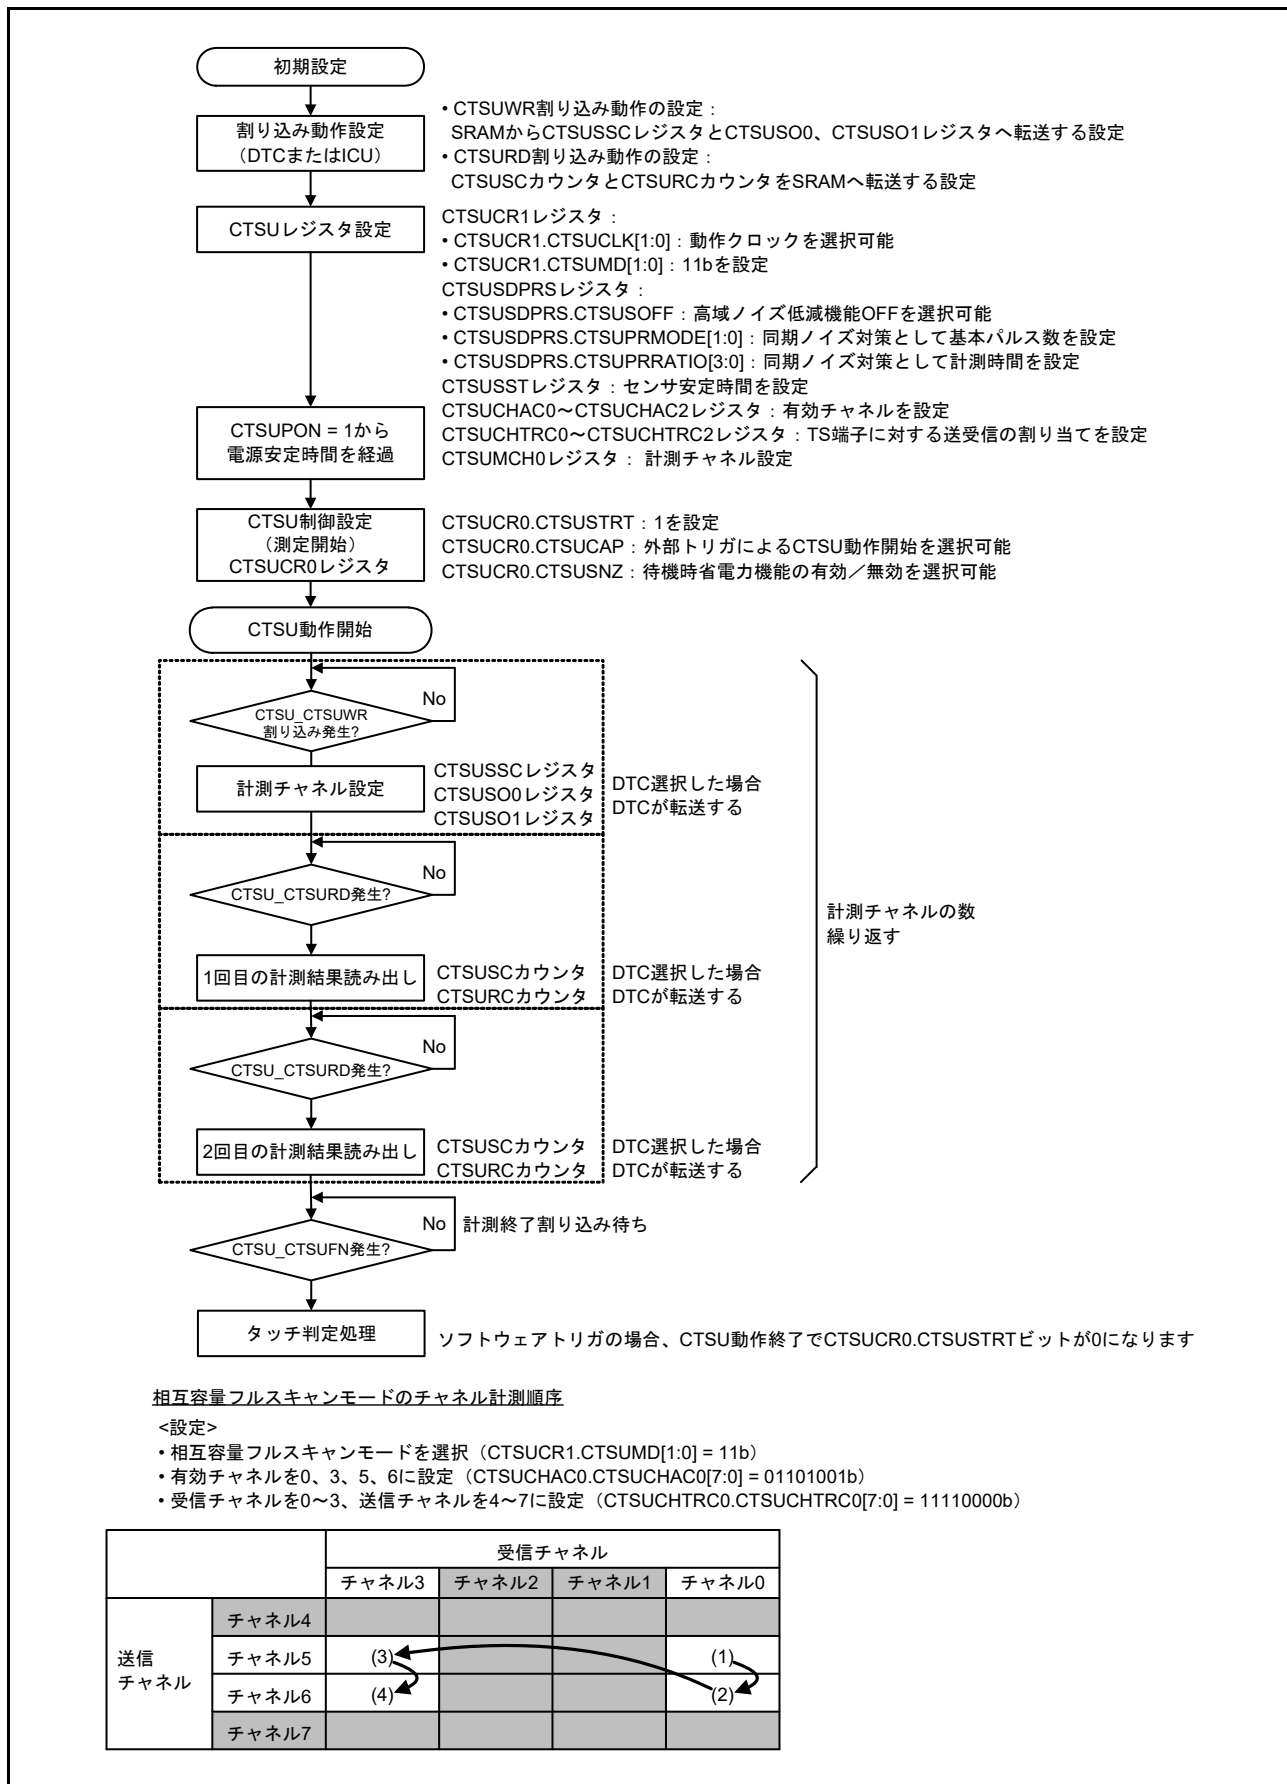 初期設定
割り込み動作設定
（DTCまたはICU）
• CTSUWR割り込み動作の設定：
SRAMからCTSUSSCレジスタとCTSUSO0、CTSUSO1レジスタへ転送する設定
• CTSURD割り込み動作の設定：
CTSUSCカウンタとCTSURCカウンタをSRAMへ転送する設定
CTSUレジスタ設定
CTSUCR1レジスタ：
• CTSUCR1.CTSUCLK[1:0]：動作クロックを選択可能
• CTSUCR1.CTSUMD[1:0]：11bを設定
CTSUSDPRSレジスタ：
• CTSUSDPRS.CTSUSOFF：高域ノイズ低減機能OFFを選択可能
• CTSUSDPRS.CTSUPRMODE[1:0]：同期ノイズ対策として基本パルス数を設定
• CTSUSDPRS.CTSUPRRATIO[3:0]：同期ノイズ対策として計測時間を設定
CTSUSSTレジスタ：センサ安定時間を設定
CTSUCHAC0～CTSUCHAC2レジスタ：有効チャネルを設定
CTSUCHTRC0～CTSUCHTRC2レジスタ：TS端子に対する送受信の割り当てを設定
CTSUMCH0レジスタ： 計測チャネル設定
CTSUPON = 1から
電源安定時間を経過
CTSU制御設定
（測定開始）
CTSUCR0レジスタ
CTSUCR0.CTSUSTRT：1を設定
CTSUCR0.CTSUCAP：外部トリガによるCTSU動作開始を選択可能
CTSUCR0.CTSUSNZ：待機時省電力機能の有効／無効を選択可能
CTSU動作開始
No
CTSU_CTSUWR
割り込み発生?
計測チャネル設定
CTSUSSCレジスタ
CTSUSO0レジスタ
CTSUSO1レジスタ
DTC選択した場合
DTCが転送する
No
CTSU_CTSURD発生?
計測チャネルの数
繰り返す
1回目の計測結果読み出し
CTSUSCカウンタ
CTSURCカウンタ
DTC選択した場合
DTCが転送する
No
CTSU_CTSURD発生?
2回目の計測結果読み出し
CTSUSCカウンタ
CTSURCカウンタ
DTC選択した場合
DTCが転送する
No
計測終了割り込み待ち
CTSU_CTSUFN発生?
タッチ判定処理
ソフトウェアトリガの場合、CTSU動作終了でCTSUCR0.CTSUSTRTビットが0になります
相互容量フルスキャンモードのチャネル計測順序
<設定>
• 相互容量フルスキャンモードを選択（CTSUCR1.CTSUMD[1:0] = 11b）
• 有効チャネルを0、3、5、6に設定（CTSUCHAC0.CTSUCHAC0[7:0] = 01101001b）
• 受信チャネルを0～3、送信チャネルを4～7に設定（CTSUCHTRC0.CTSUCHTRC0[7:0] = 11110000b）
受信チャネル
チャネル3 チャネル2 チャネル1 チャネル0
送信
チャネル
チャネル4
チャネル5 (3) (1)
チャネル6 (4) (2)
チャネル7